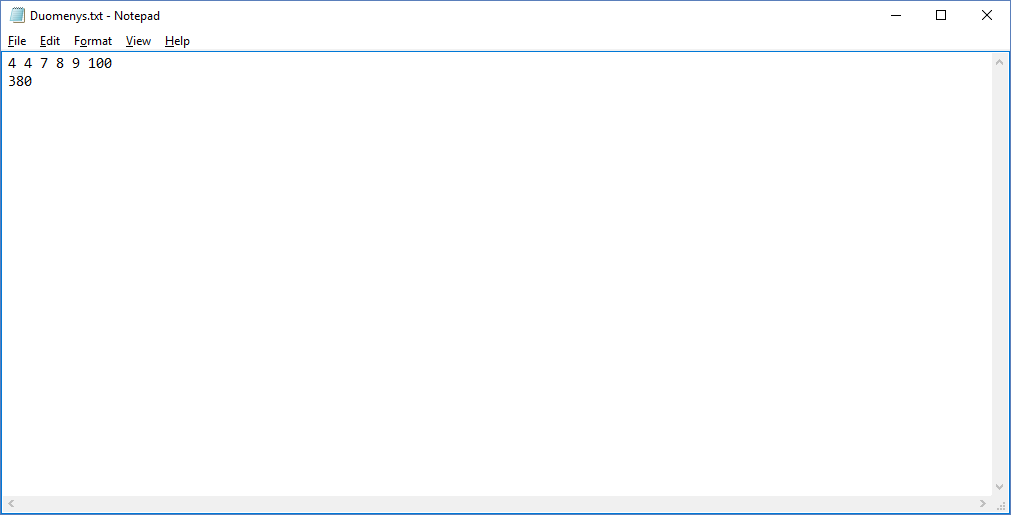 Duomenys.txt - Notepad
File Edit Format View Help
4 4 7 8 9 100
380